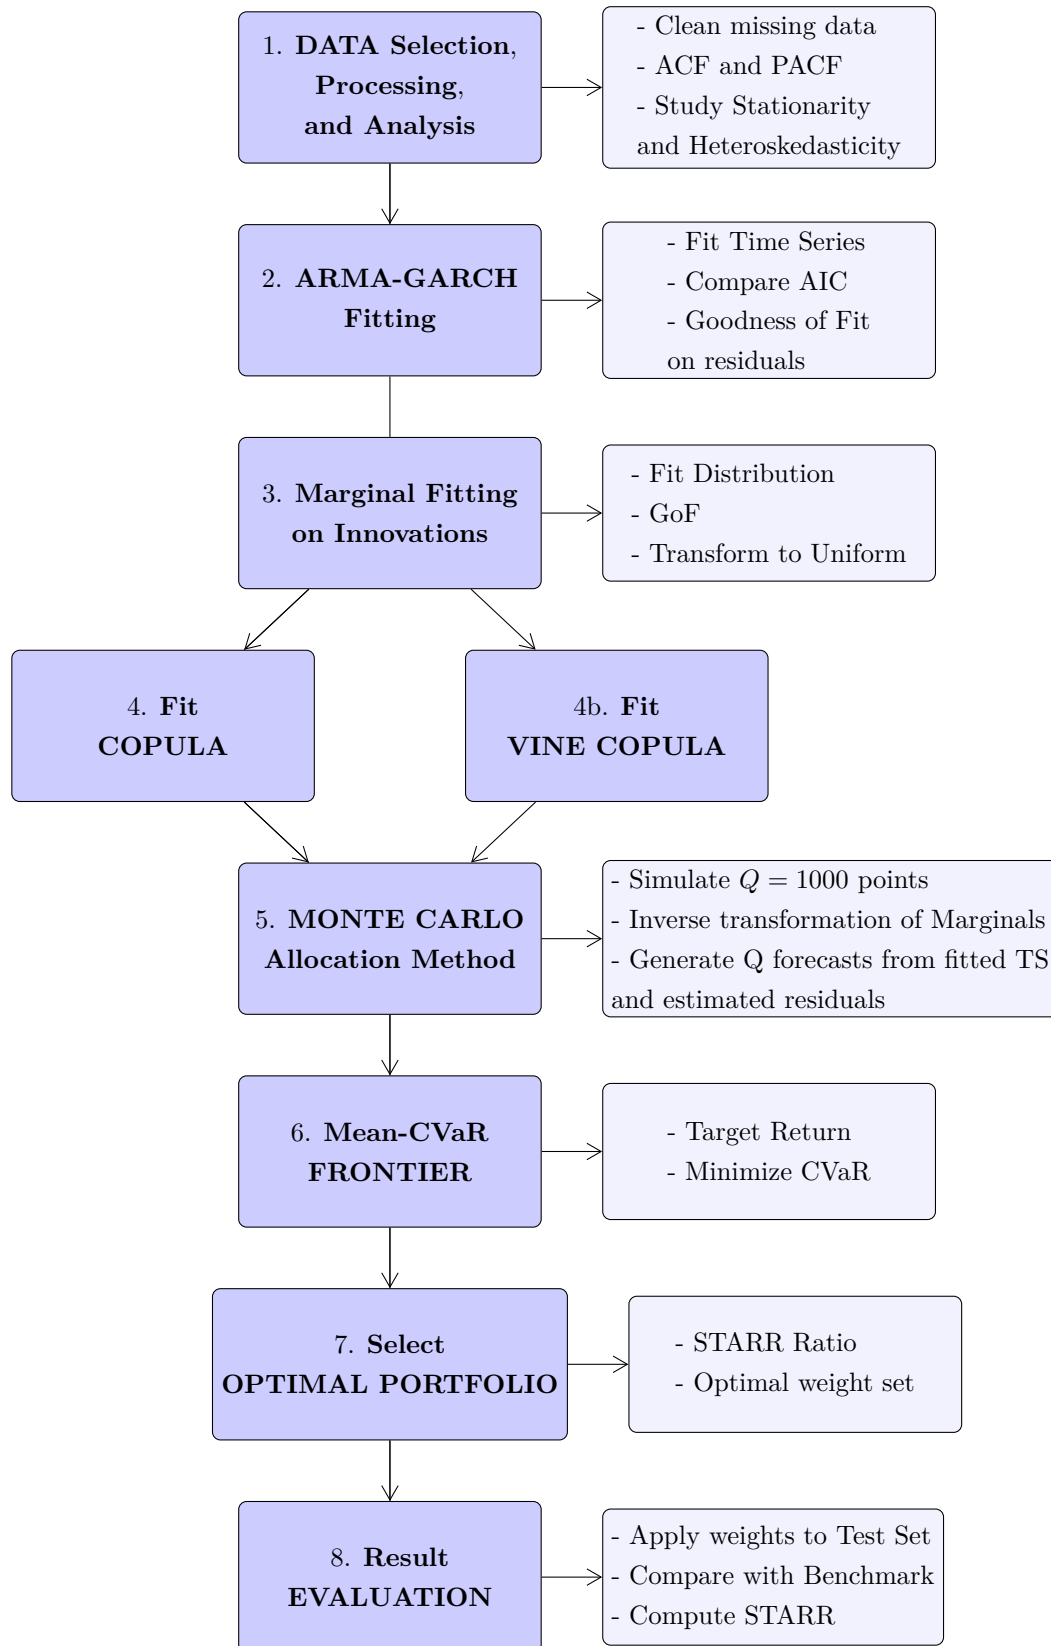 1. DATA Selection,
Processing,
and Analysis
- Clean missing data
- ACF and PACF
- Study Stationarity
and Heteroskedasticity
2. ARMA-GARCH
Fitting
- Fit Time Series
- Compare AIC
- Goodness of Fit
on residuals
3. Marginal Fitting
on Innovations
- Fit Distribution
- GoF
- Transform to Uniform
4. Fit
COPULA
4b. Fit
VINE COPULA
5. MONTE CARLO
Allocation Method
- Simulate Q = 1000 points
- Inverse transformation of Marginals
- Generate Q forecasts from fitted TS
and estimated residuals
6. Mean-CVaR
FRONTIER
- Target Return
- Minimize CVaR
7. Select
OPTIMAL PORTFOLIO
- STARR Ratio
- Optimal weight set
8. Result
EVALUATION
- Apply weights to Test Set
- Compare with Benchmark
- Compute STARR